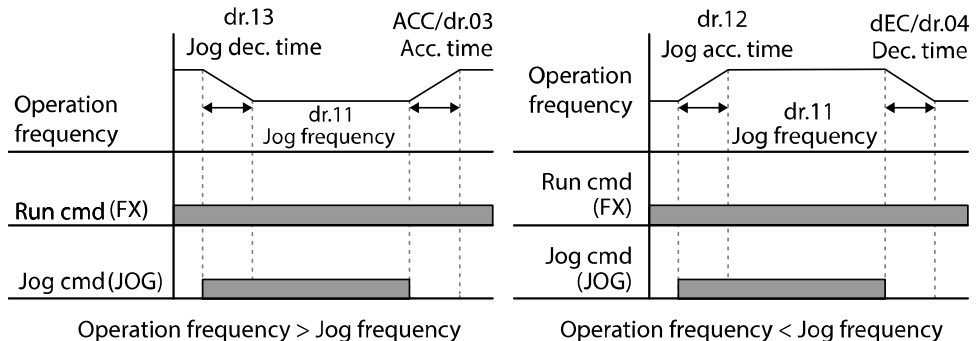 dr.13
Jog dec. time
ACC/dr.03
Acc. time
Operation
frequency
dr.11
Jog frequency
Run cmd (FX)
Jog cmd (JOG)
Operation frequency > Jog frequency
dr.12
Jog acc. time
dEC/dr.04
Dec. time
Operation
frequency
dr.11
Jog frequency
Run cmd
(FX)
Jog cmd
(JOG)
Operation frequency < Jog frequency